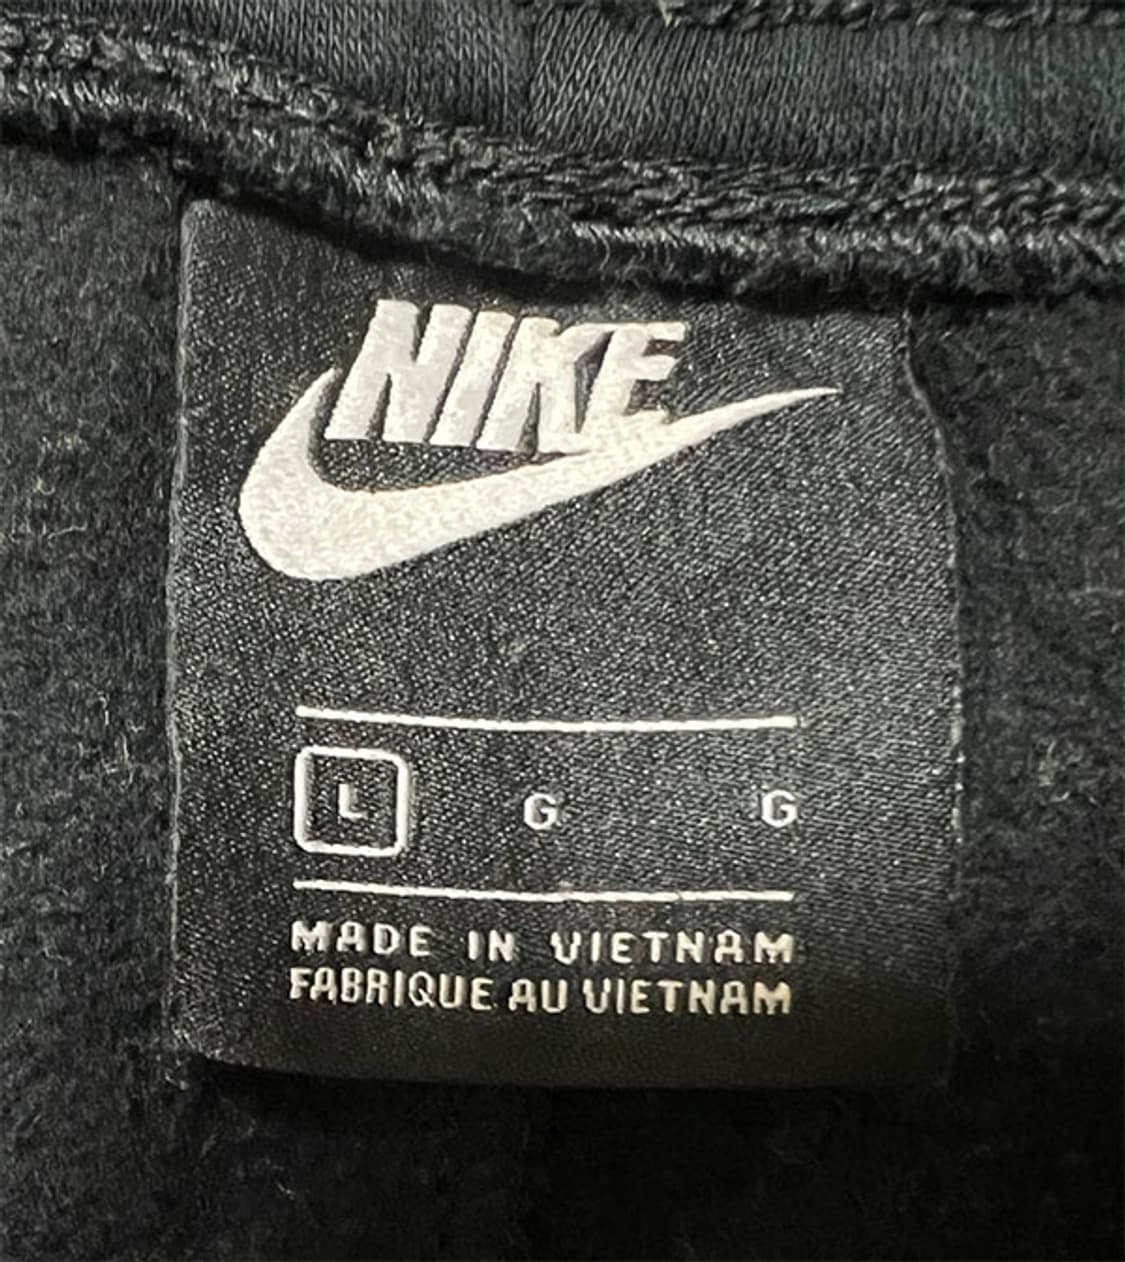 NIKE
L G G
MADE IN VIETNAM
FABRIQUE AU VIETNAM